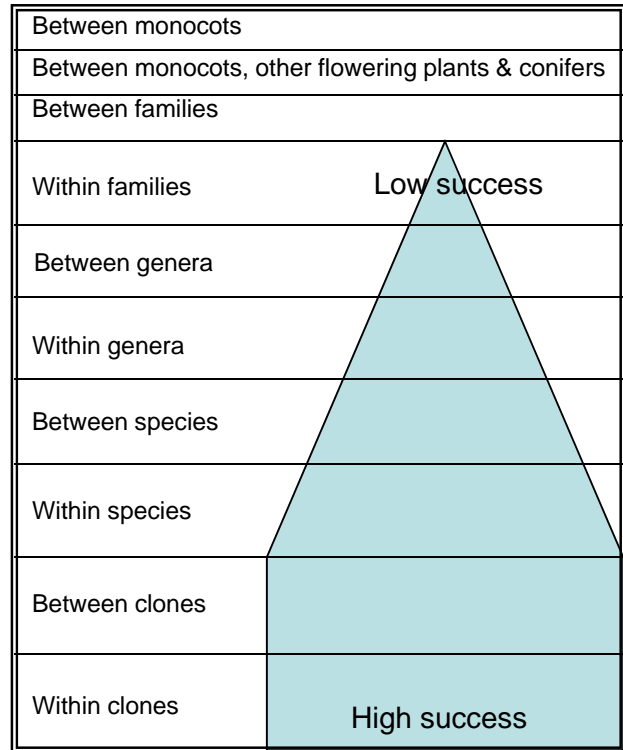 Between monocots
Between monocots, other flowering plants & conifers
Between families
Within families
Low success
Between genera
Within genera
Between species
Within species
Between clones
Within clones
High success